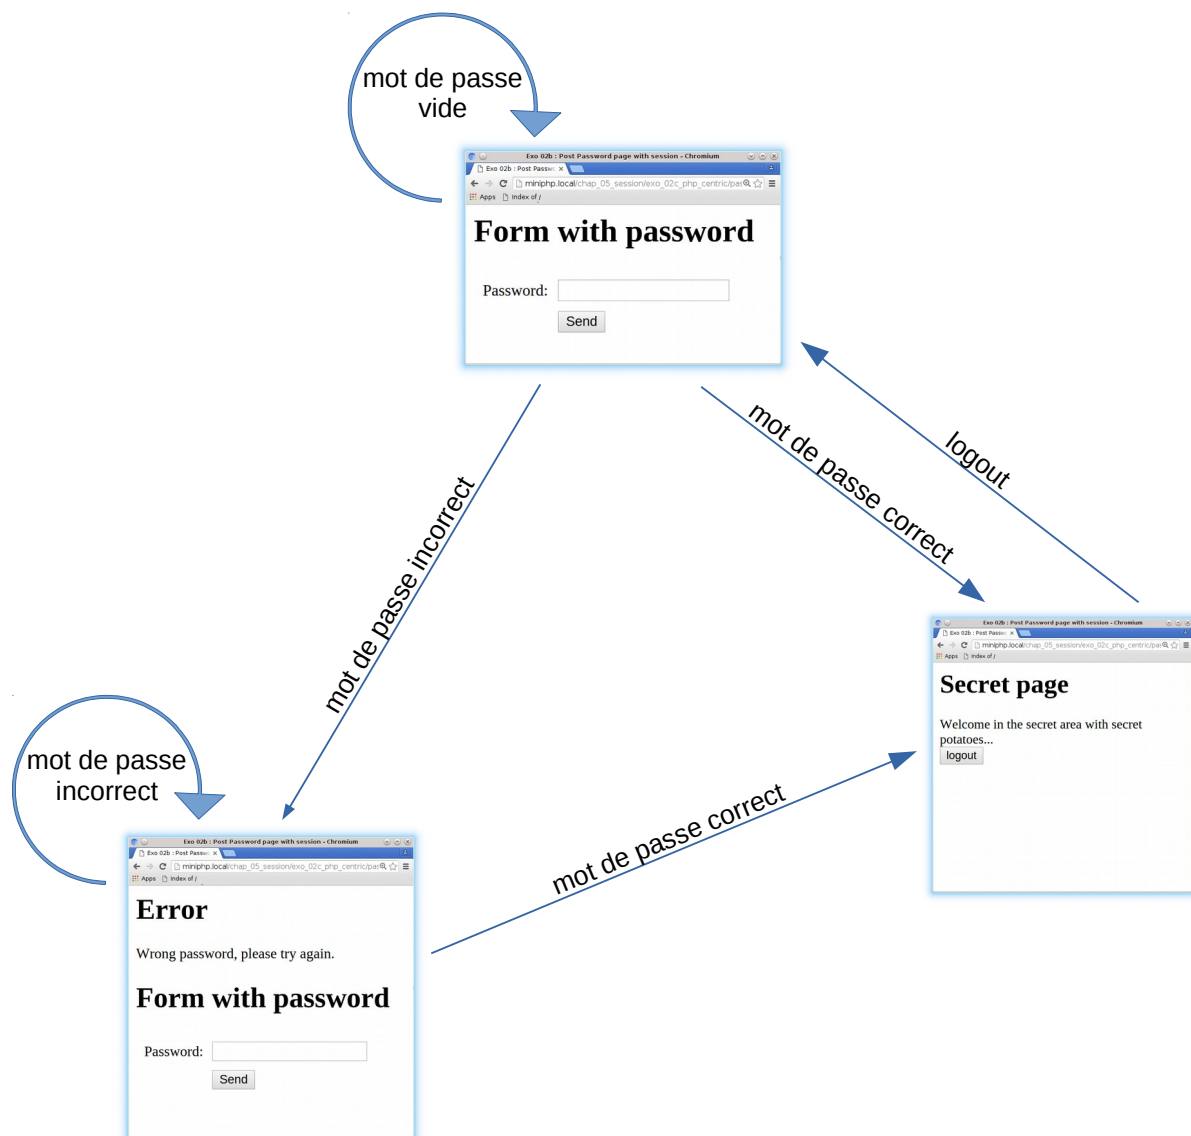 mot de passe
vide
Exo 02b : Post Password page with session - Chromium
Exo 02b : Post Passwo
miniphp.local/chap_05_session/exo_02c_php_centric/pas
Apps Index of /
Form with password
Password:
Send
mot de passe correct
logout
mot de passe incorrect
Exo 02b : Post Password page with session - Chromium
Exo 02b : Post Passwo
miniphp.local/chap_05_session/exo_02c_php_centric/pas
Apps Index of /
Secret page
Welcome in the secret area with secret
potatoes...
logout
mot de passe
incorrect
mot de passe correct
Exo 02b : Post Password page with session - Chromium
Exo 02b : Post Passwo
miniphp.local/chap_05_session/exo_02c_php_centric/pas
Apps Index of /
Error
Wrong password, please try again.
Form with password
Password:
Send